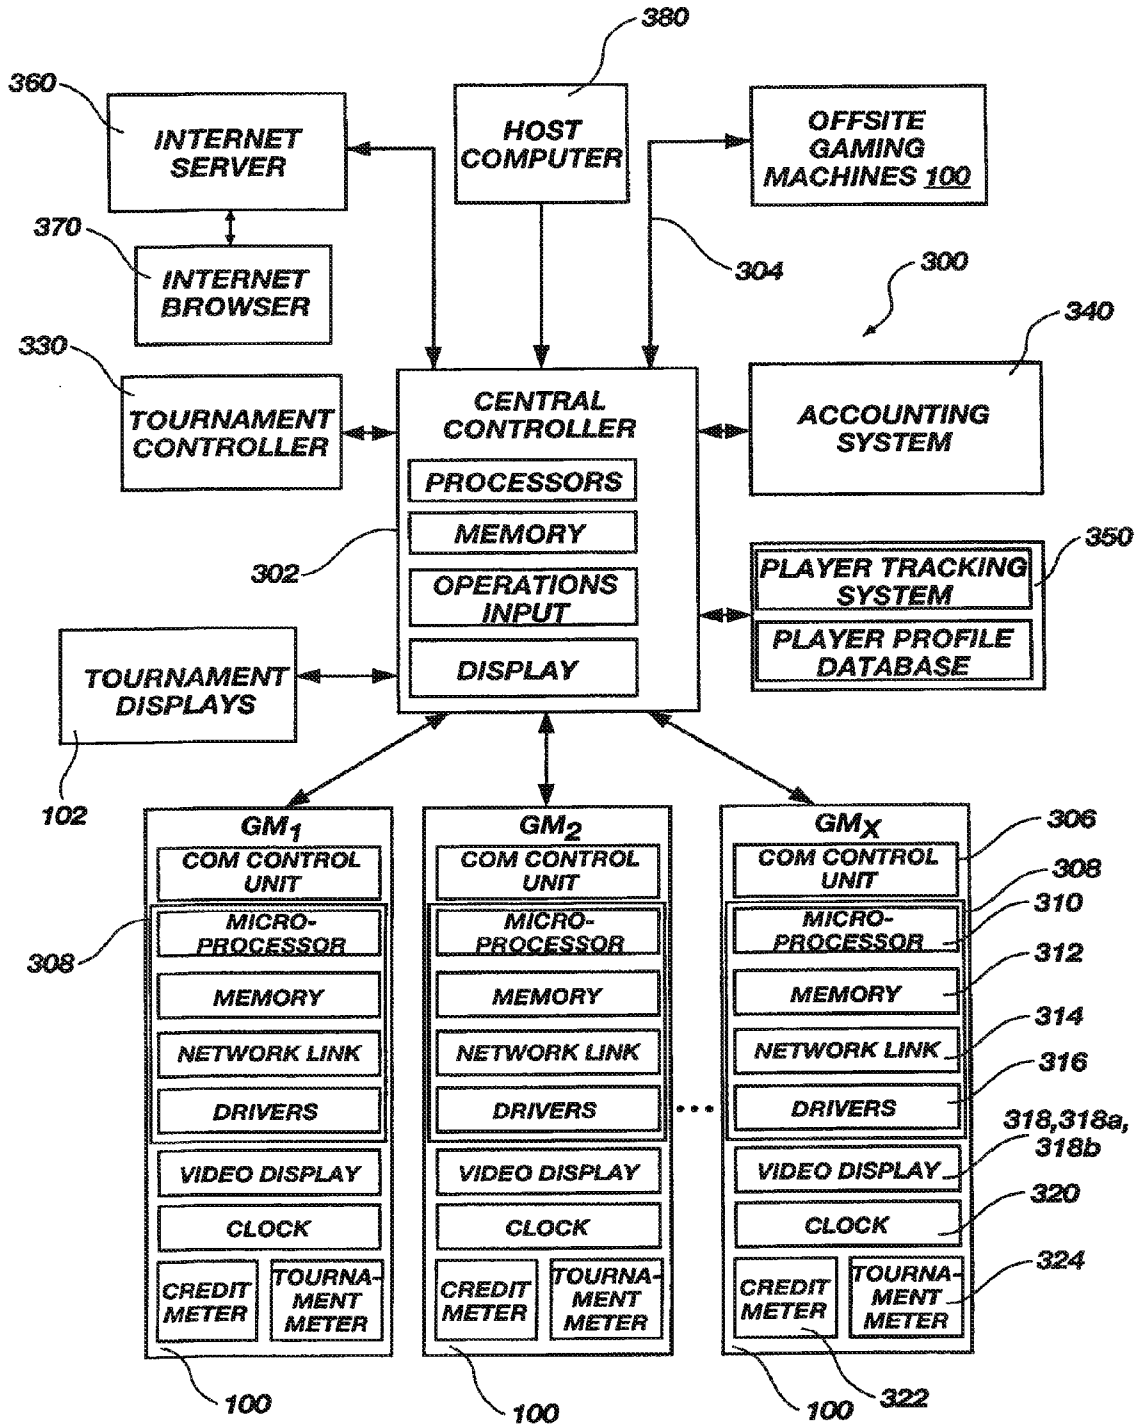 380
360
INTERNET
SERVER
HOST
COMPUTER
OFFSITE
GAMING
MACHINES 100
370
INTERNET
BROWSER
304
300
330
340
TOURNAMENT
CONTROLLER
CENTRAL
CONTROLLER
ACCOUNTING
SYSTEM
PROCESSORS
MEMORY
302
OPERATIONS
INPUT
DISPLAY
350
PLAYER TRACKING
SYSTEM
PLAYER PROFILE
DATABASE
TOURNAMENT
DISPLAYS
102
GM1
COM CONTROL
UNIT
308
MICRO-
PROCESSOR
MEMORY
NETWORK LINK
DRIVERS
VIDEO DISPLAY
CLOCK
CREDIT
METER
TOURNA-
MENT
METER
100
GM2
COM CONTROL
UNIT
MICRO-
PROCESSOR
MEMORY
NETWORK LINK
DRIVERS
VIDEO DISPLAY
CLOCK
CREDIT
METER
TOURNA-
MENT
METER
100
...
GMX
COM CONTROL
UNIT
MICRO-
PROCESSOR
MEMORY
NETWORK LINK
DRIVERS
VIDEO DISPLAY
CLOCK
CREDIT
METER
TOURNA-
MENT
METER
100
306
308
310
312
314
316
318,318a,
318b
320
324
322